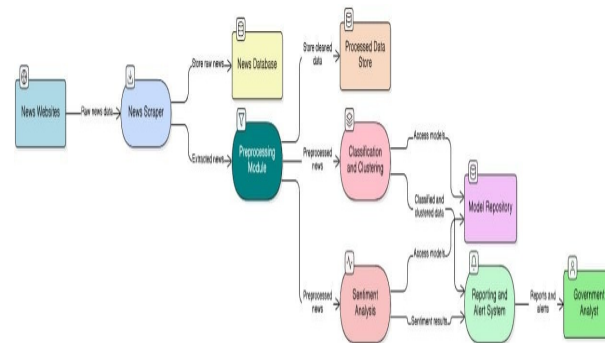 Store raw news
News Database
Store cleaned
data
Processed Data
Store
News Websites
Raw news data
News Scraper
Extracted news
Preprocessing
Module
Preprocessed
news
Classification
and Clustering
Access models
Classified and
clustered data
Model Repository
Access models
Preprocessed
news
Sentiment
Analysis
Sentiment results
Reporting and
Alert System
Reports and
alerts
Government
Analyst